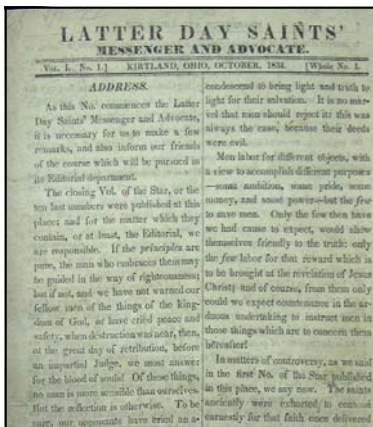 LATTER DAY SAINTS'
MESSENGER AND ADVOCATE.
Vol. I. No. 1.] KIRTLAND, OHIO, OCTOBER, 1834. [Whole No. 1.
ADDRESS.
As this No. commences the Latter
Day Saints' Messenger and Advocate,
it is necessary for us to make a few
remarks, and also inform our friends
of the course which will be pursued in
its Editorial department.
The closing Vol. of the Star, or the
ten last numbers were published at this
place; and for the matter which they
contain, or at least, the Editorial, we
are responsible. If the principles are
pure, the man who embraces them may
be guided in the way of righteousness;
but if not, and we have not warned our
fellow men of the things of the king-
dom of God, or have cried peace and
safety, when destruction was near, then,
at the great day of retribution, before
an impartial Judge, we must answer
for the blood of souls! Of these things,
no man is more sensible than ourselves.
But the reflection is otherwise. To be
sure, our opponents have cried an a-
condescend to bring light and truth to
light for their salvation. It is no mar-
vel that men should reject it: this was
always the case, because their deeds
were evil.
Men labor for different objects, with
a view to accomplish different purposes
—some ambition, some pride, some
money, and some power—but the few
to save men. Only the few then have
we had cause to expect, would show
themselves friendly to the truth: only
the few labor for that reward which is
to be brought at the revelation of Jesus
Christ; and of course, from them only
could we expect countenance in the ar-
duous undertaking to instruct men in
those things which are to concern them
hereafter!
In matters of controversy, as we said
in the first No. of the Star published
in this place, we say now. The saints
anciently were exhorted to contend
earnestly for that faith once delivered